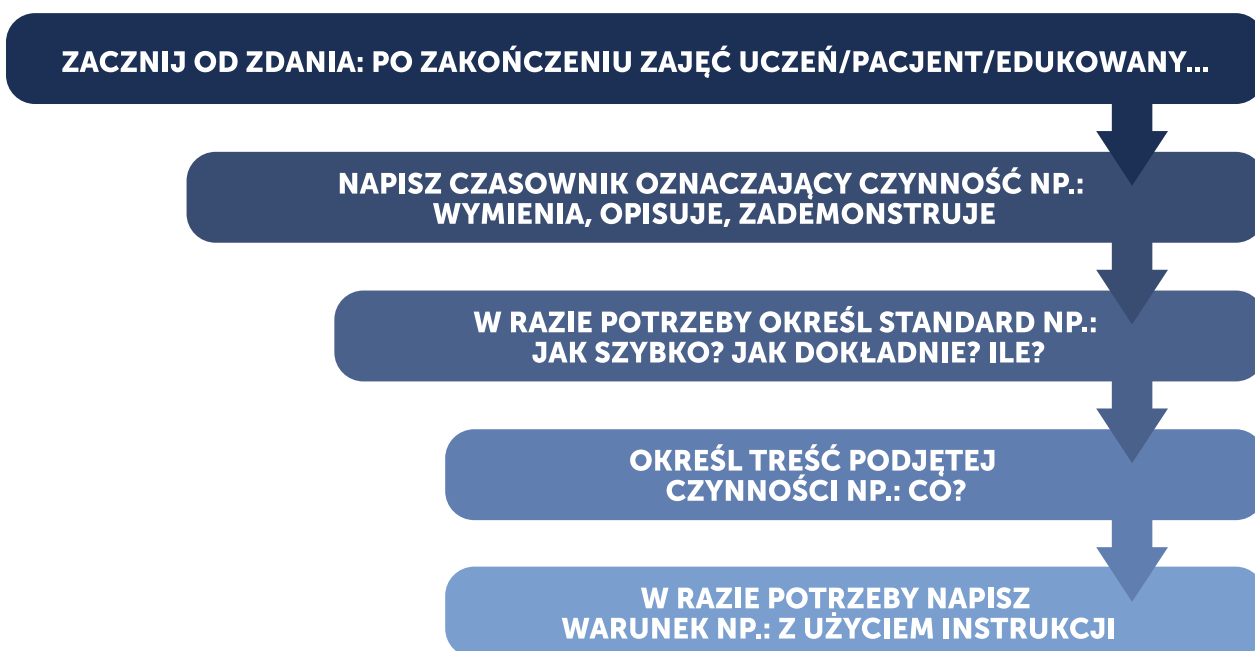 ZACZNIJ OD ZDANIA: PO ZAKOŃCZENIU ZAJĘĆ UCZEŃ/PACJENT/EDUKOWANY...
NAPISZ CZASOWNIK OZNACZAJĄCY CZYNNOŚĆ NP.:
WYMIENIA, OPISUJE, ZADEMONSTRUJE
W RAZIE POTRZEBY OKREŚL STANDARD NP.:
JAK SZYBKO? JAK DOKŁADNIE? ILE?
OKREŚL TREŚĆ PODJĘTEJ
CZYNNOŚCI NP.: CO?
W RAZIE POTRZEBY NAPISZ
WARUNEK NP.: Z UŻYCIEM INSTRUKCJI